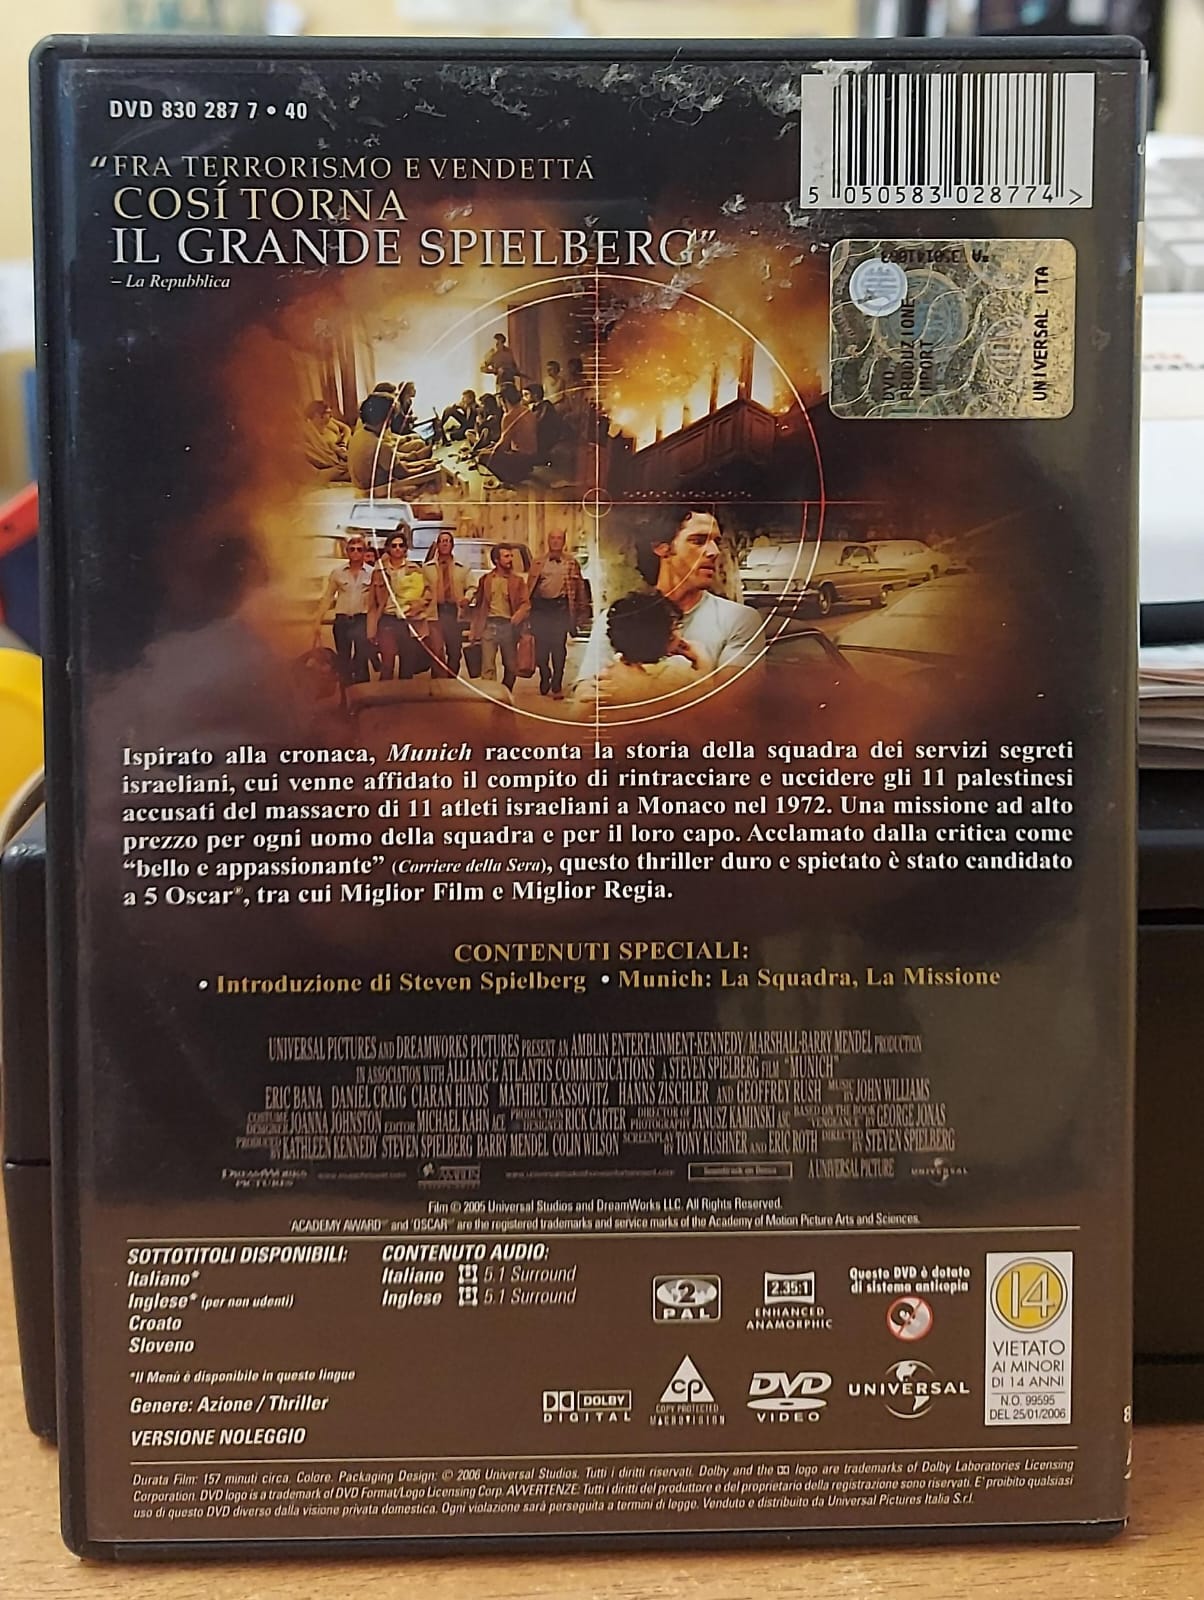 DVD 830 287 7 • 40
5 050583 028774 >
“FRA TERRORISMO E VENDETTA
COSÍ TORNA
IL GRANDE SPIELBERG”
– La Repubblica
DVD
PRODUZIONE
IMPORT
UNIVERSAL ITA
Ispirato alla cronaca, Munich racconta la storia della squadra dei servizi segreti
israeliani, cui venne affidato il compito di rintracciare e uccidere gli 11 palestinesi
accusati del massacro di 11 atleti israeliani a Monaco nel 1972. Una missione ad alto
prezzo per ogni uomo della squadra e per il loro capo. Acclamato dalla critica come
“bello e appassionante” (Corriere della Sera), questo thriller duro e spietato è stato candidato
a 5 Oscar®, tra cui Miglior Film e Miglior Regia.
CONTENUTI SPECIALI:
• Introduzione di Steven Spielberg • Munich: La Squadra, La Missione
UNIVERSAL PICTURES AND DREAMWORKS PICTURES PRESENT AN AMBLIN ENTERTAINMENT-KENNEDY/MARSHALL-BARRY MENDEL PRODUCTION
IN ASSOCIATION WITH ALLIANCE ATLANTIS COMMUNICATIONS A STEVEN SPIELBERG FILM "MUNICH"
ERIC BANA DANIEL CRAIG CIARAN HINDS MATHIEU KASSOVITZ HANNS ZISCHLER AND GEOFFREY RUSH MUSIC BY JOHN WILLIAMS
COSTUME DESIGNER JOANNA JOHNSTON EDITOR MICHAEL KAHN ACE PRODUCTION DESIGNER RICK CARTER DIRECTOR OF PHOTOGRAPHY JANUSZ KAMINSKI ASC BASED ON THE BOOK VENGEANCE BY GEORGE JONAS
PRODUCED BY KATHLEEN KENNEDY STEVEN SPIELBERG BARRY MENDEL COLIN WILSON SCREENPLAY BY TONY KUSHNER AND ERIC ROTH DIRECTED BY STEVEN SPIELBERG
DREAMWORKS PICTURES A UNIVERSAL PICTURE UNIVERSAL
Film © 2005 Universal Studios and DreamWorks LLC. All Rights Reserved.
'ACADEMY AWARD®' and 'OSCAR®' are the registered trademarks and service marks of the Academy of Motion Picture Arts and Sciences.
SOTTOTITOLI DISPONIBILI:
Italiano*
Inglese* (per non udenti)
Croato
Sloveno
*Il Menù è disponibile in queste lingue
Genere: Azione / Thriller
VERSIONE NOLEGGIO
CONTENUTO AUDIO:
Italiano 5.1 Surround
Inglese 5.1 Surround
2
PAL
2.35:1
ENHANCED
ANAMORPHIC
Questo DVD è dotato
di sistema anticopia
DOLBY
DIGITAL
CP
COPY PROTECTED
MACROVISION
DVD
VIDEO
UNIVERSAL
14
VIETATO
AI MINORI
DI 14 ANNI
N.O. 99595
DEL 25/01/2006
Durata Film: 157 minuti circa. Colore. Packaging Design: © 2006 Universal Studios. Tutti i diritti riservati. Dolby and the logo are trademarks of Dolby Laboratories Licensing
Corporation. DVD logo is a trademark of DVD Format/Logo Licensing Corp. AVVERTENZE: Tutti i diritti del produttore e del proprietario della registrazione sono riservati. E' proibito qualsiasi
uso di questo DVD diverso dalla visione privata domestica. Ogni violazione sarà perseguita a termini di legge. Venduto e distribuito da Universal Pictures Italia S.r.l.